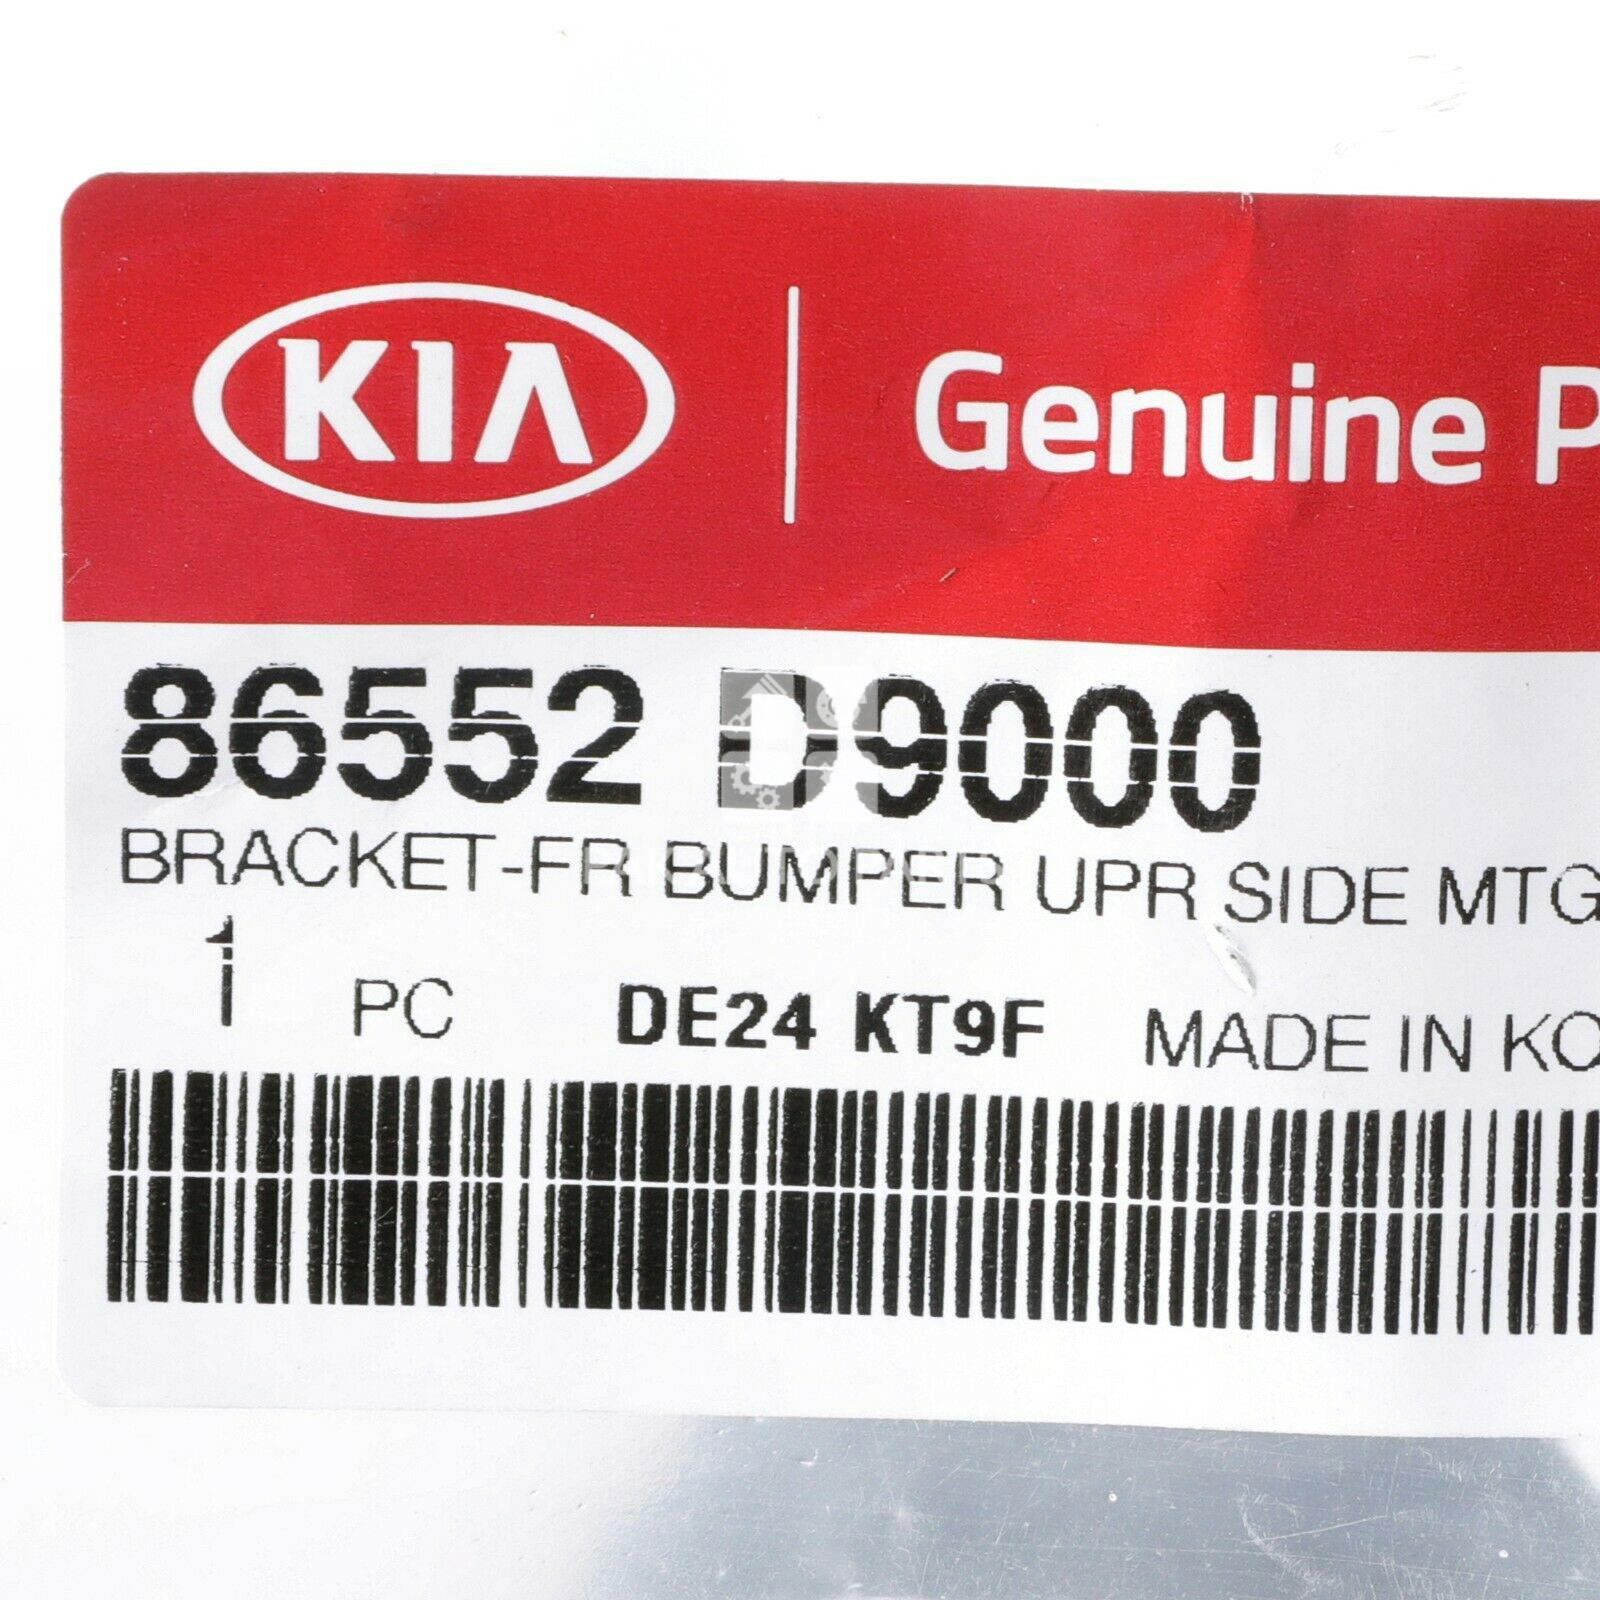 KIA Genuine P
86552 D9000
BRACKET-FR BUMPER UPR SIDE MTG
1 PC DE24 KT9F MADE IN KO